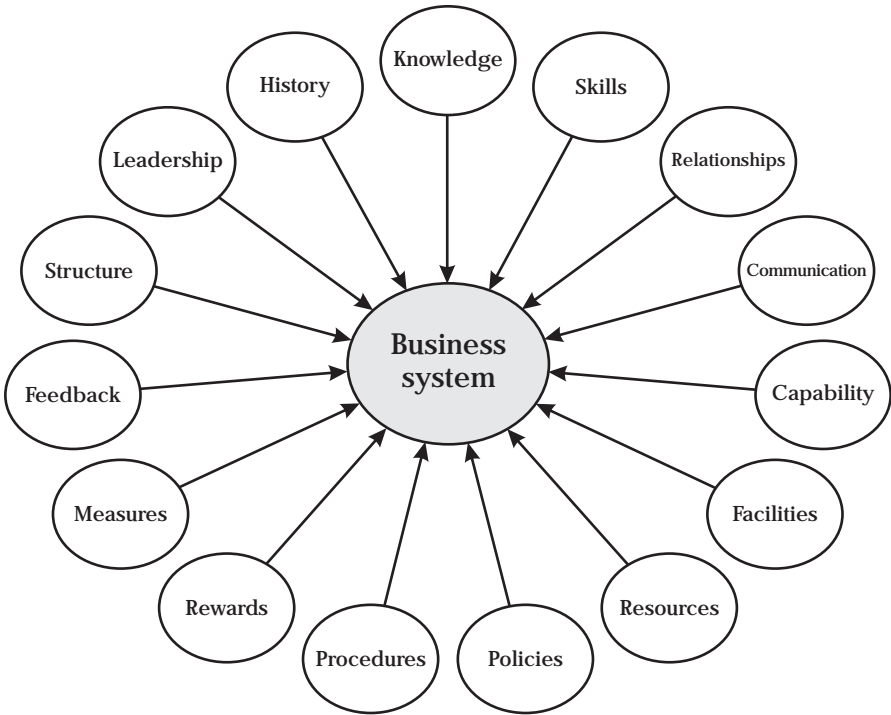 Knowledge
Skills
Relationships
Communication
Capability
Facilities
Resources
Policies
Procedures
Rewards
Measures
Feedback
Structure
Leadership
History
Business
system